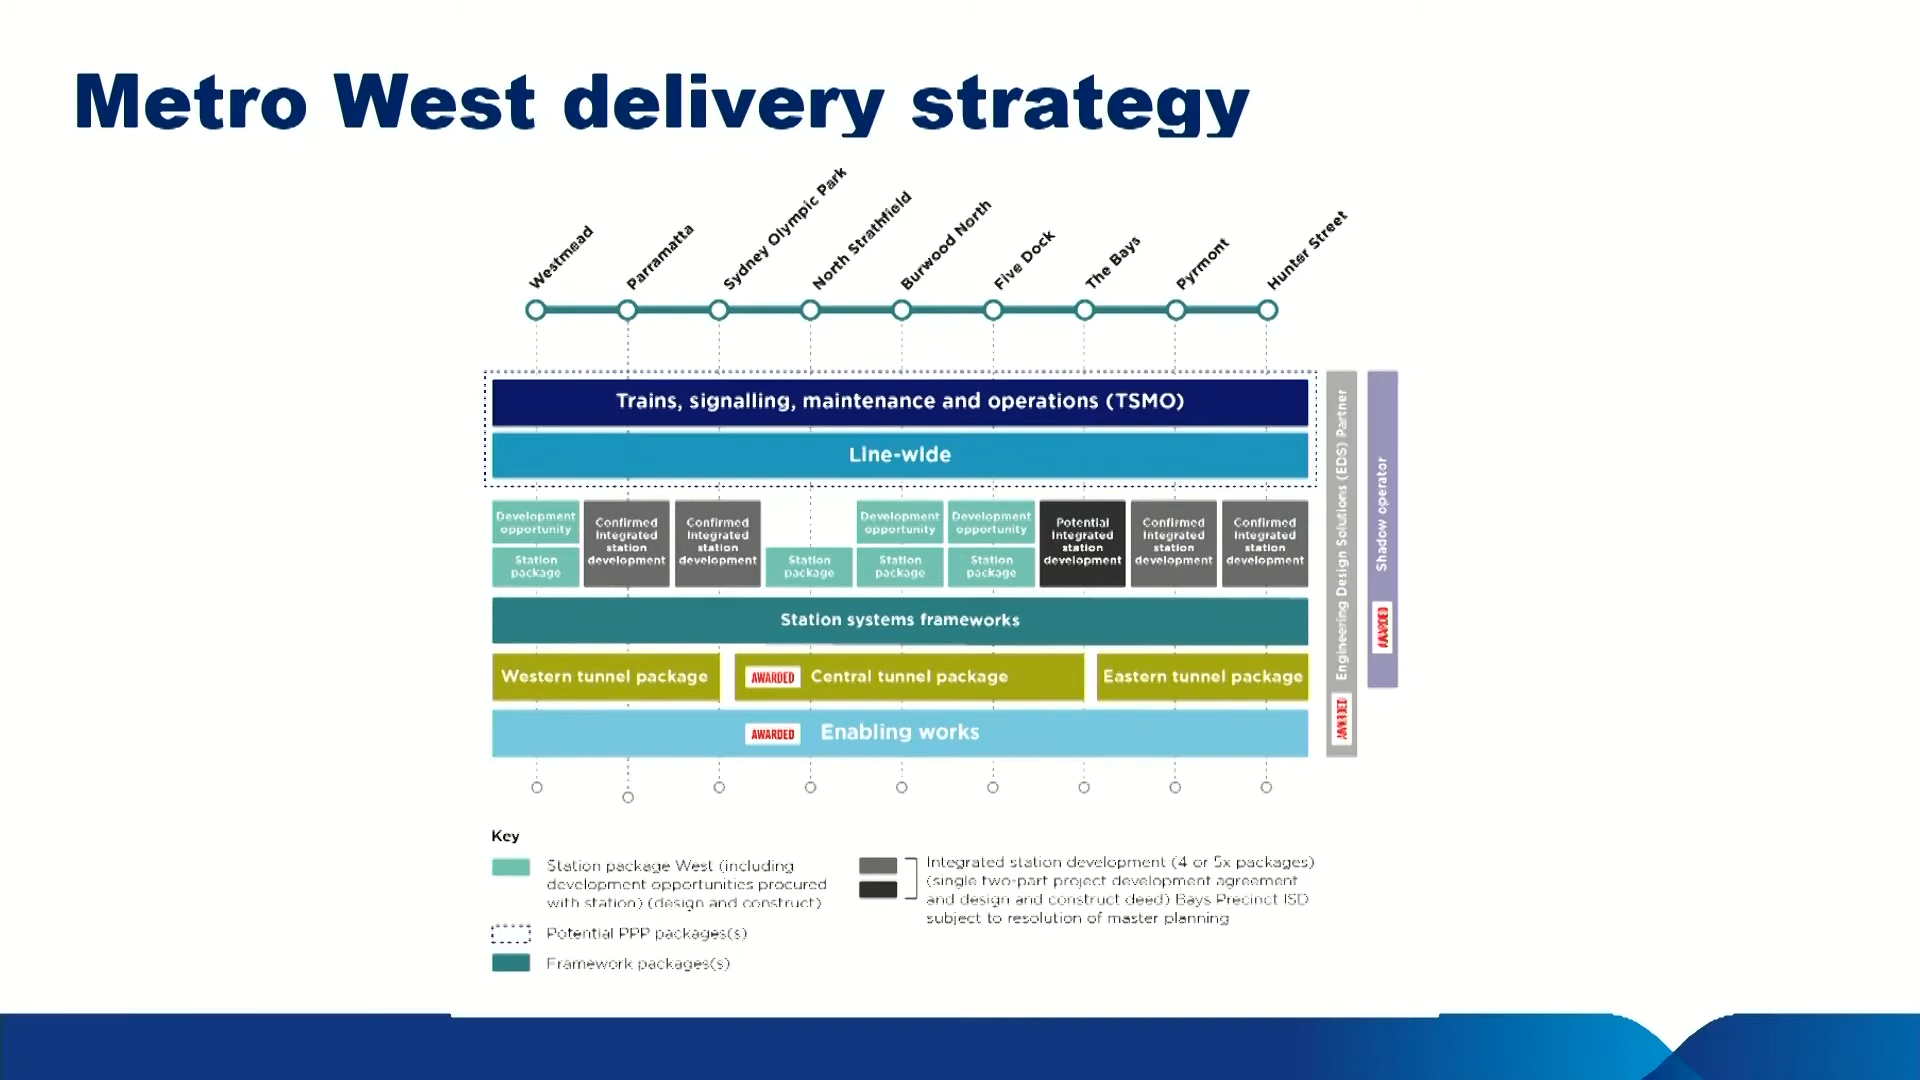 Metro West delivery strategy
Westmead
Parramatta
Sydney Olympic Park
North Strathfield
Burwood North
Five Dock
The Bays
Pyrmont
Hunter Street
Trains, signalling, maintenance and operations (TSMO)
Line-wide
Development
opportunity
Station
package
Confirmed
integrated
station
development
Confirmed
integrated
station
development
Station
package
Development
opportunity
Station
package
Development
opportunity
Station
package
Potential
integrated
station
development
Confirmed
integrated
station
development
Confirmed
integrated
station
development
Station systems frameworks
Western tunnel package
AWARDED Central tunnel package
Eastern tunnel package
AWARDED Enabling works
AWARDED Engineering Design Solutions (EDS) Partner
AWARDED Shadow operator
Key
Station package West (including
development opportunities procured
with station) (design and construct)
Potential PPP packages(s)
Framework packages(s)
Integrated station development (4 or 5x packages)
(single two-part project development agreement
and design and construct deed) Bays Precinct ISD
subject to resolution of master planning